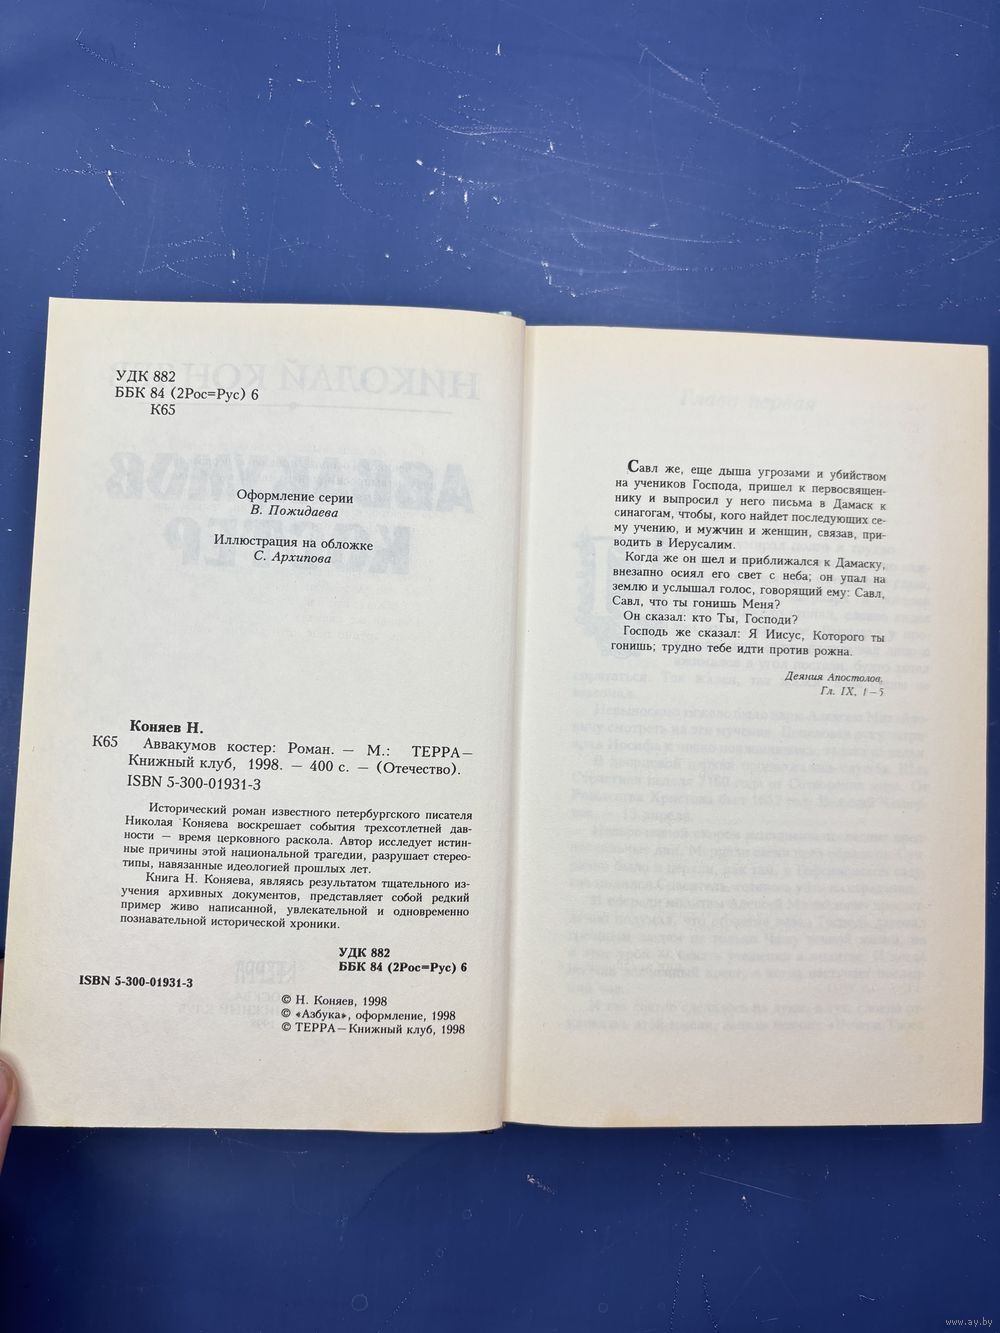 УДК 882
ББК 84 (2Рос=Рус) 6
К65
Оформление серии
В. Пожидаева
Иллюстрация на обложке
С. Архипова
Коняев Н.
К65 Аввакумов костер: Роман. — М.: ТЕРРА—
Книжный клуб, 1998. — 400 с. — (Отечество).
ISBN 5-300-01931-3
Исторический роман известного петербургского писателя
Николая Коняева воскрешает события трехсотлетней дав-
ности — время церковного раскола. Автор исследует истин-
ные причины этой национальной трагедии, разрушает стерео-
типы, навязанные идеологией прошлых лет.
Книга Н. Коняева, являясь результатом тщательного из-
учения архивных документов, представляет собой редкий
пример живо написанной, увлекательной и одновременно
познавательной исторической хроники.
УДК 882
ББК 84 (2Рос=Рус) 6
ISBN 5-300-01931-3
© Н. Коняев, 1998
© «Азбука», оформление, 1998
© ТЕРРА—Книжный клуб, 1998
Савл же, еще дыша угрозами и убийством
на учеников Господа, пришел к первосвящен-
нику и выпросил у него письма в Дамаск к
синагогам, чтобы, кого найдет последующих се-
му учению, и мужчин и женщин, связав, при-
водить в Иерусалим.
Когда же он шел и приближался к Дамаску,
внезапно осиял его свет с неба; он упал на
землю и услышал голос, говорящий ему: Савл,
Савл, что ты гонишь Меня?
Он сказал: кто Ты, Господи?
Господь же сказал: Я Иисус, Которого ты
гонишь; трудно тебе идти против рожна.
Деяния Апостолов,
Гл. IX, 1—5
www.ay.by